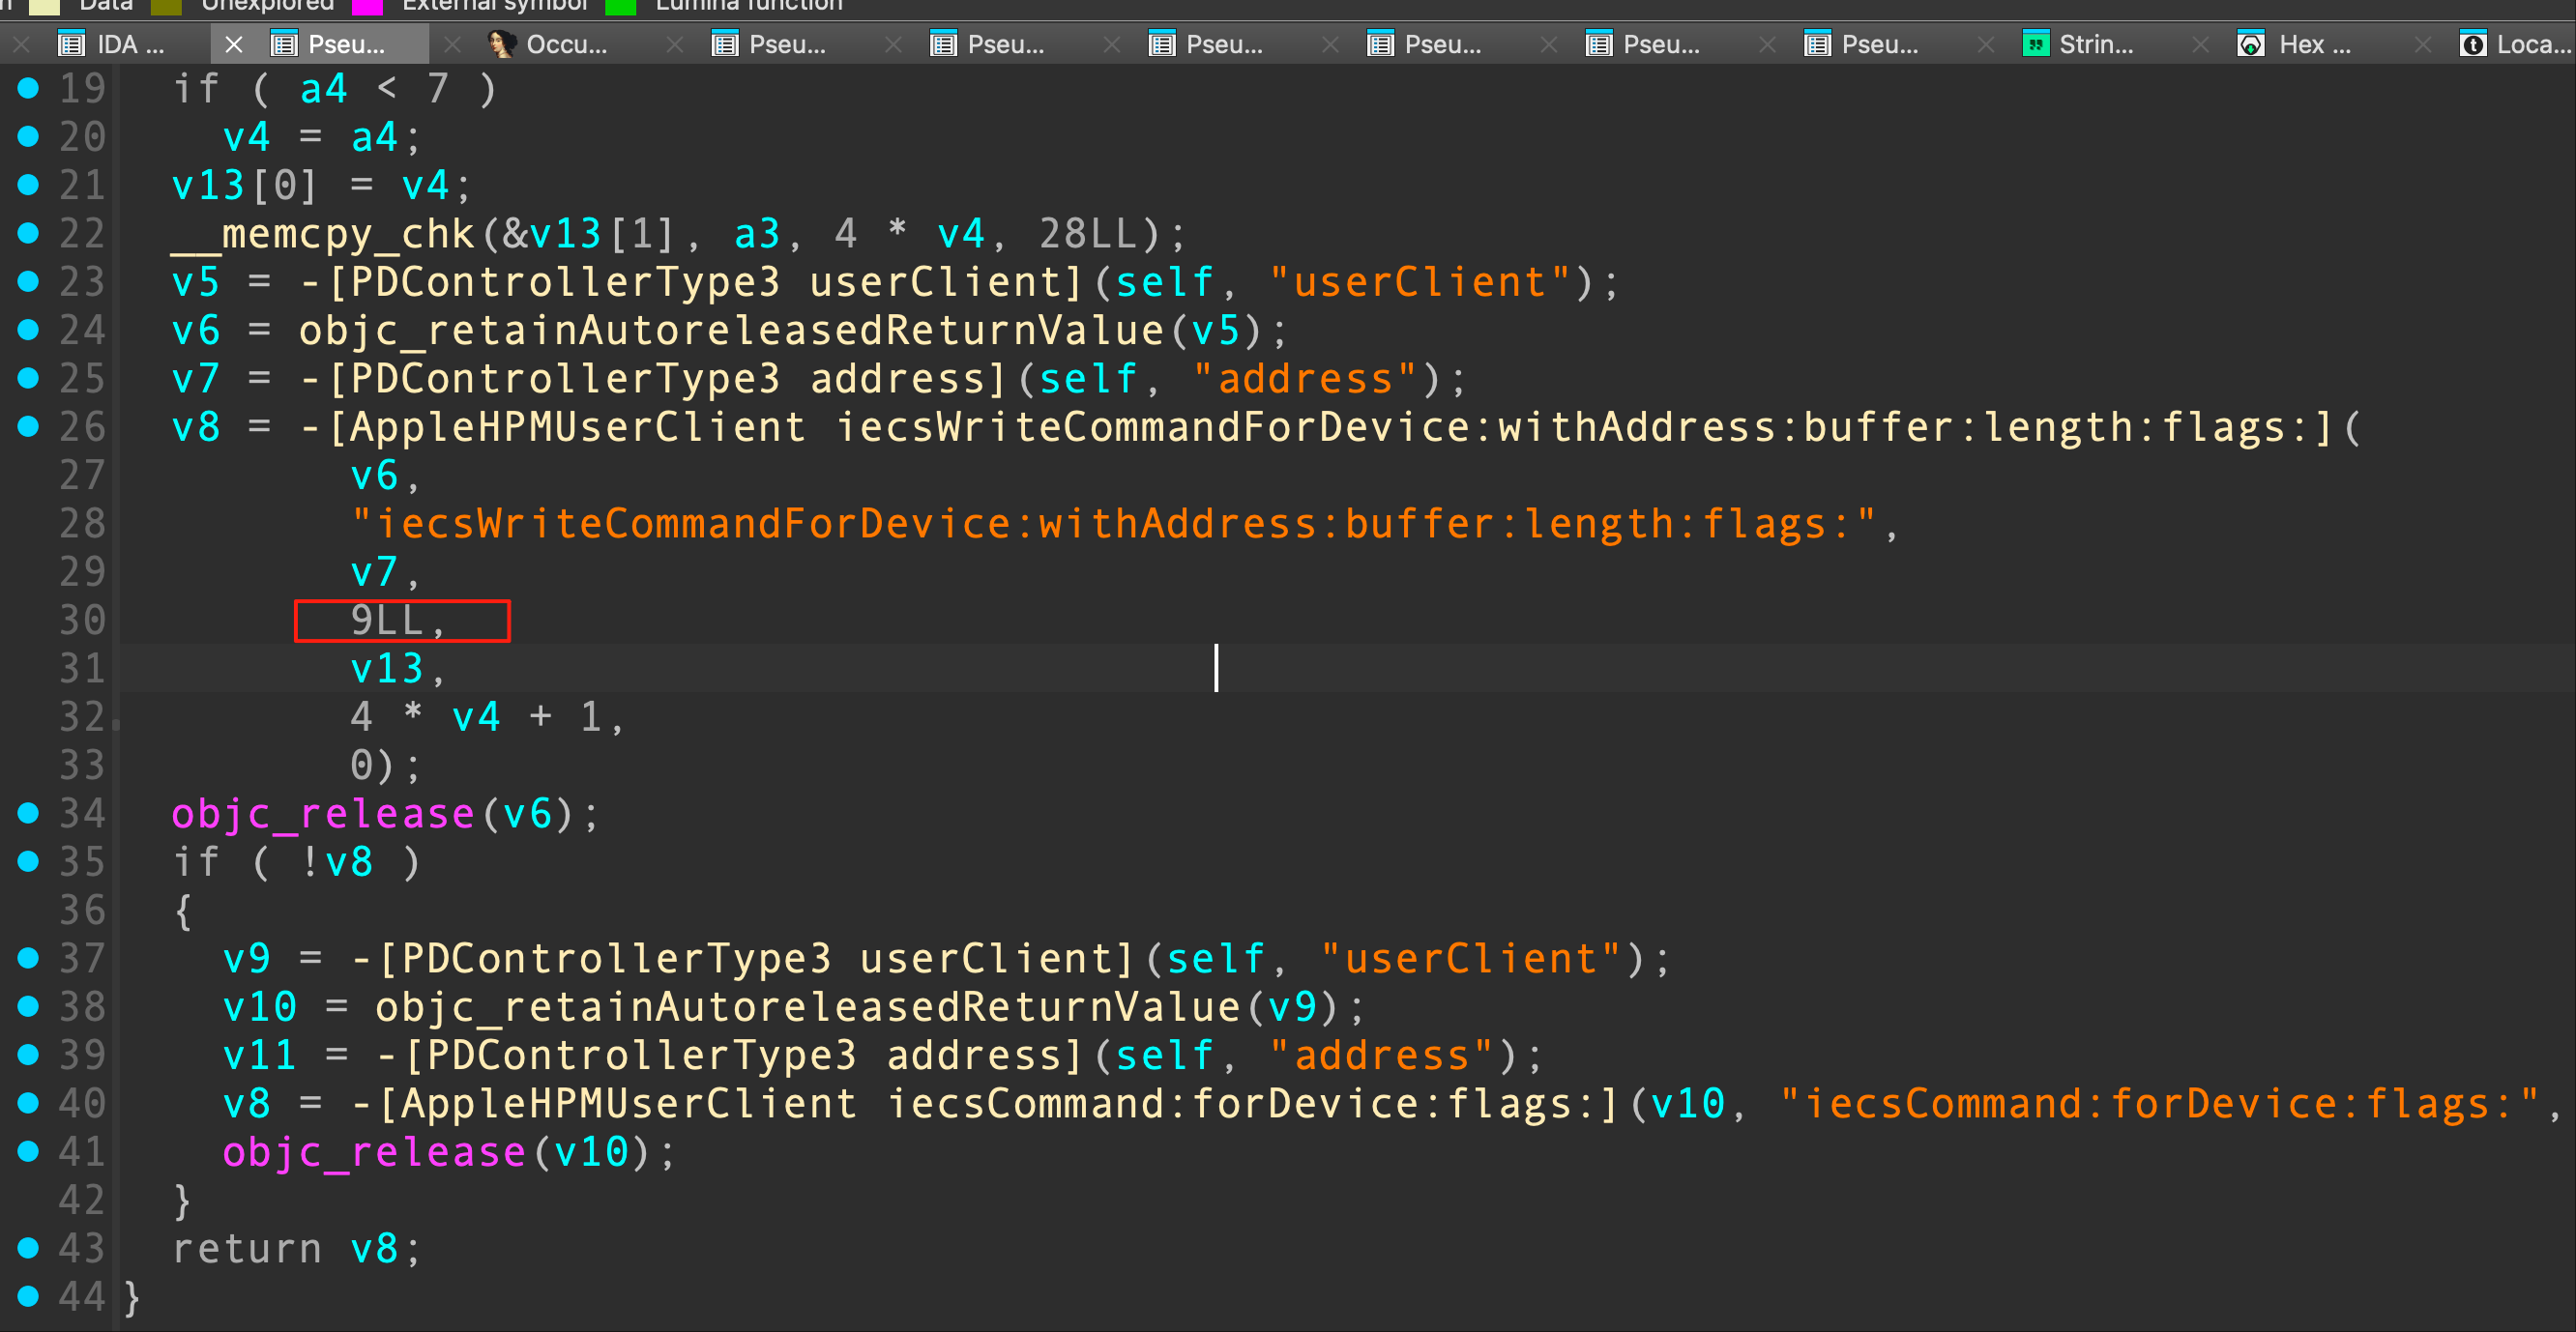 Data Unexplored External symbol Lumina function
IDA ... Pseu... Occu... Pseu... Pseu... Pseu... Pseu... Pseu... Pseu... Strin... Hex ... Loca...
19 if ( a4 < 7 )
20 v4 = a4;
21 v13[0] = v4;
22 __memcpy_chk(&v13[1], a3, 4 * v4, 28LL);
23 v5 = -[PDControllerType3 userClient](self, "userClient");
24 v6 = objc_retainAutoreleasedReturnValue(v5);
25 v7 = -[PDControllerType3 address](self, "address");
26 v8 = -[AppleHPMUserClient iecsWriteCommandForDevice:withAddress:buffer:length:flags:](
27 v6,
28 "iecsWriteCommandForDevice:withAddress:buffer:length:flags:",
29 v7,
30 9LL,
31 v13,
32 4 * v4 + 1,
33 0);
34 objc_release(v6);
35 if ( !v8 )
36 {
37 v9 = -[PDControllerType3 userClient](self, "userClient");
38 v10 = objc_retainAutoreleasedReturnValue(v9);
39 v11 = -[PDControllerType3 address](self, "address");
40 v8 = -[AppleHPMUserClient iecsCommand:forDevice:flags:](v10, "iecsCommand:forDevice:flags:",
41 objc_release(v10);
42 }
43 return v8;
44 }